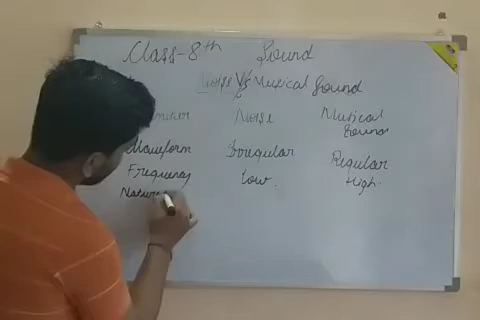 Class-8th Sound
Noise Vs Musical Sound
Noise Musical Sound
Waveform Irregular Regular
Frequency Low. High.
Nature